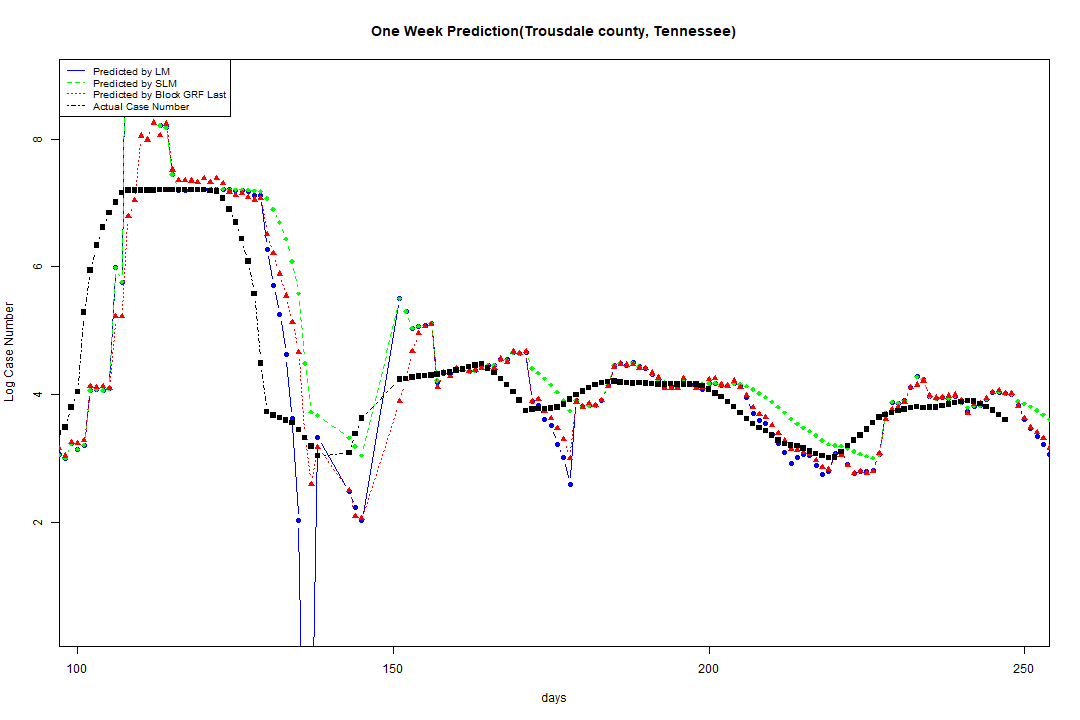 One Week Prediction(Trousdale county, Tennessee)
Predicted by LM
Predicted by SLM
Predicted by Block GRF Last
Actual Case Number
8
6
4
2
Log Case Number
100
150
200
250
days